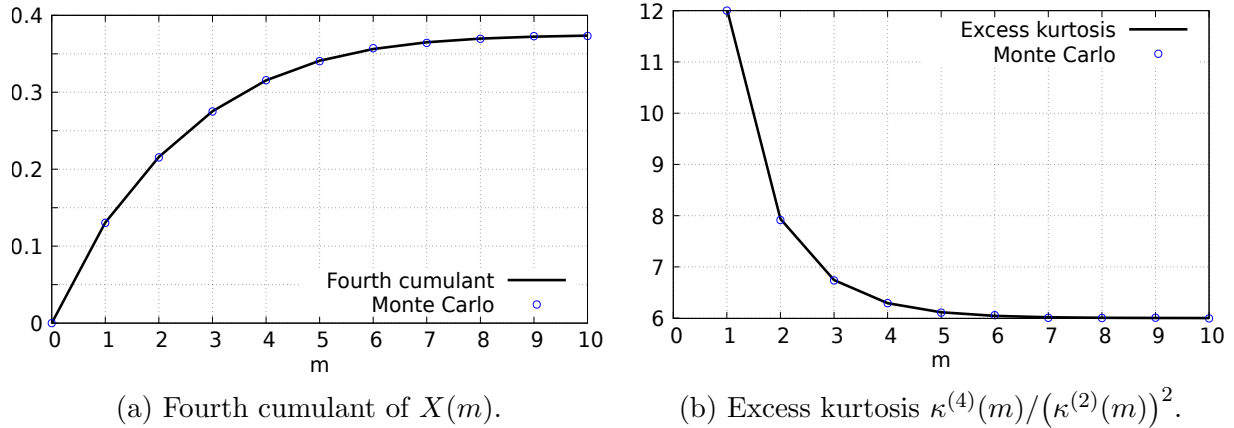 0.4
0.3
0.2
0.1
0
Fourth cumulant
Monte Carlo
0 1 2 3 4 5 6 7 8 9 10
m
(a) Fourth cumulant of X(m).
12
11
10
9
8
7
6
Excess kurtosis
Monte Carlo
0 1 2 3 4 5 6 7 8 9 10
m
(b) Excess kurtosis κ⁽⁴⁾(m)/(κ⁽²⁾(m))².